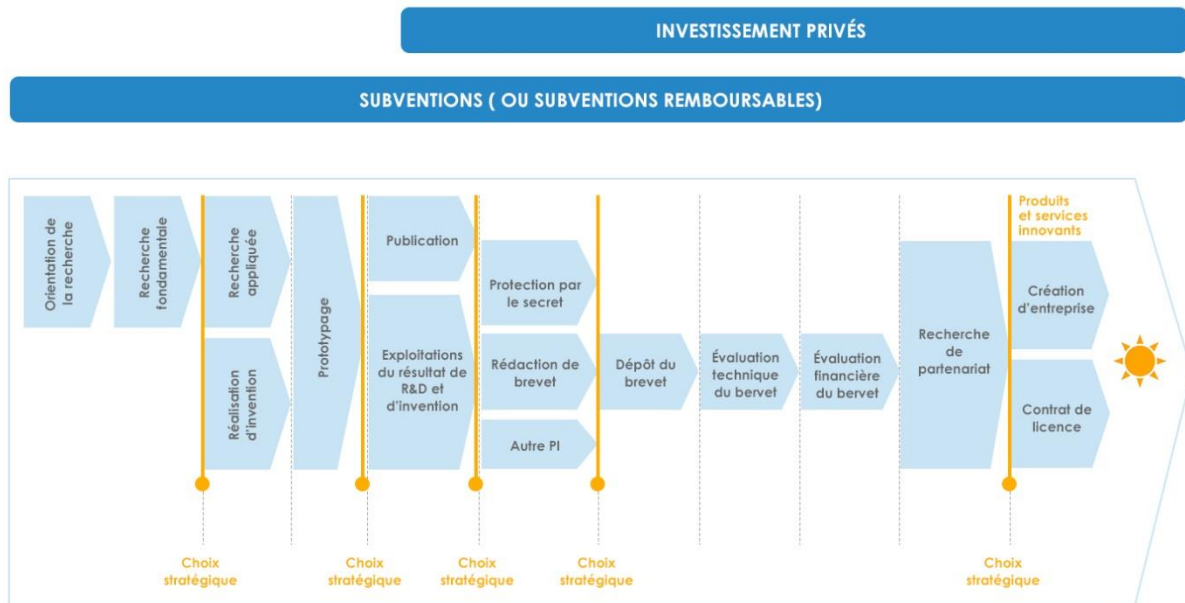 INVESTISSEMENT PRIVÉS
SUBVENTIONS ( OU SUBVENTIONS REMBOURSABLES)
Orientation de
la recherche
Recherche
fondamentale
Recherche
appliquée
Réalisation
d'invention
Prototypage
Publication
Exploitations
du résultat de
R&D et
d'invention
Protection par
le secret
Rédaction de
brevet
Autre PI
Dépôt du
brevet
Évaluation
technique
du bervet
Évaluation
financière
du bervet
Recherche
de
partenariat
Produits
et services
innovants
Création
d'entreprise
Contrat de
licence
Choix
stratégique
Choix
stratégique
Choix
stratégique
Choix
stratégique
Choix
stratégique